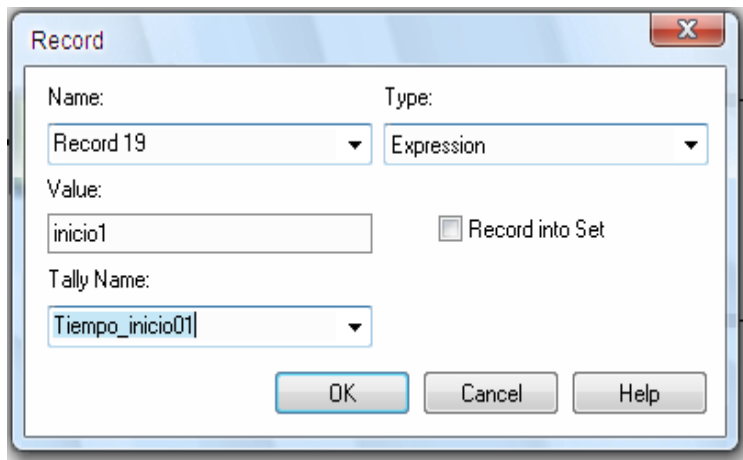 Record
Name: Type:
Record 19 Expression
Value:
inicio1 Record into Set
Tally Name:
Tiempo_inicio01
OK Cancel Help